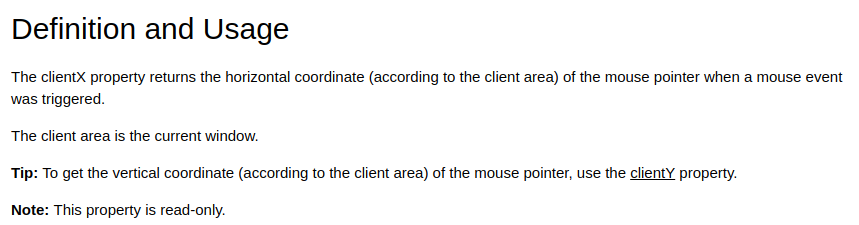 Definition and Usage
The clientX property returns the horizontal coordinate (according to the client area) of the mouse pointer when a mouse event
was triggered.
The client area is the current window.
Tip: To get the vertical coordinate (according to the client area) of the mouse pointer, use the clientY property.
Note: This property is read-only.